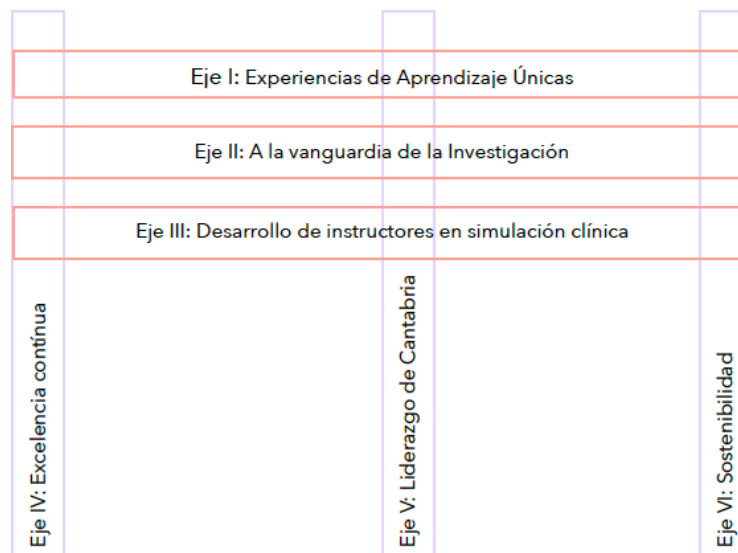 Eje I: Experiencias de Aprendizaje Únicas
Eje II: A la vanguardia de la Investigación
Eje III: Desarrollo de instructores en simulación clínica
Eje IV: Excelencia contínua
Eje V: Liderazgo de Cantabria
Eje VI: Sostenibilidad